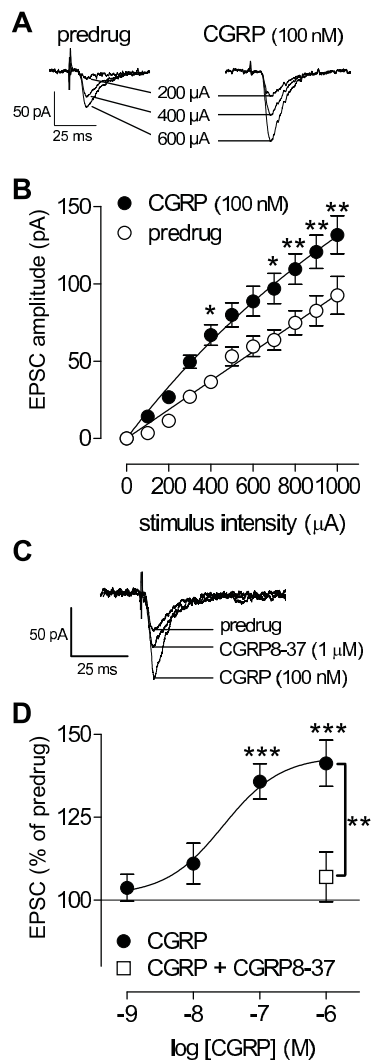 A
predrug
CGRP (100 nM)
200 µA
400 µA
600 µA
50 pA
25 ms
B
150
100
50
0
EPSC amplitude (pA)
CGRP (100 nM)
predrug
*
*
**
**
**
0 200 400 600 800 1000
stimulus intensity (µA)
C
predrug
CGRP8-37 (1 µM)
CGRP (100 nM)
50 pA
25 ms
D
150
125
100
EPSC (% of predrug)
***
***
**
CGRP
CGRP + CGRP8-37
-9 -8 -7 -6
log [CGRP] (M)